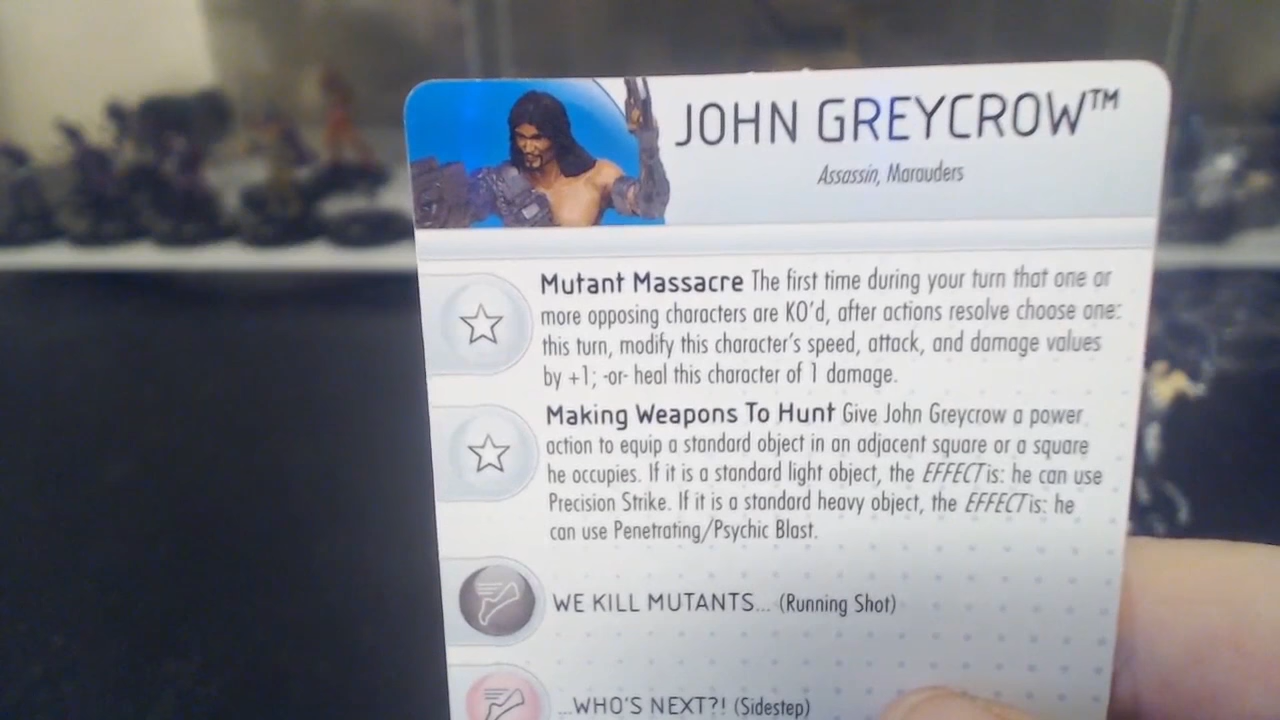 JOHN GREYCROW™
Assassin, Marauders
Mutant Massacre The first time during your turn that one or
more opposing characters are KO'd, after actions resolve choose one:
this turn, modify this character's speed, attack, and damage values
by +1; -or- heal this character of 1 damage.
Making Weapons To Hunt Give John Greycrow a power
action to equip a standard object in an adjacent square or a square
he occupies. If it is a standard light object, the EFFECT is: he can use
Precision Strike. If it is a standard heavy object, the EFFECT is: he
can use Penetrating/Psychic Blast.
WE KILL MUTANTS... (Running Shot)
...WHO'S NEXT?! (Sidestep)